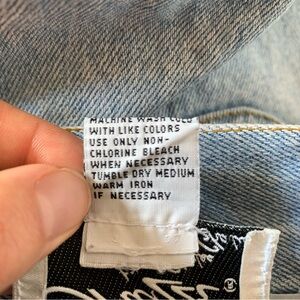 MACHINE WASH COLD
WITH LIKE COLORS
USE ONLY NON-
CHLORINE BLEACH
WHEN NECESSARY
TUMBLE DRY MEDIUM
WARM IRON
IF NECESSARY
®